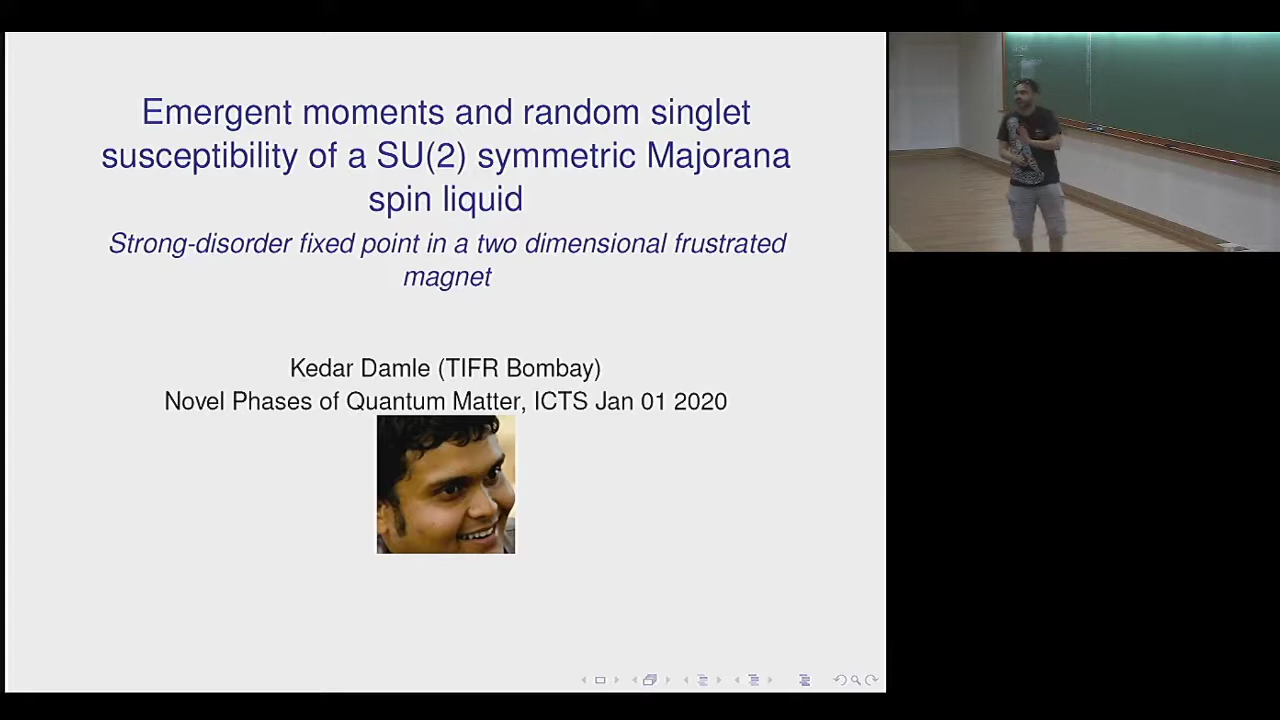 Emergent moments and random singlet
susceptibility of a SU(2) symmetric Majorana
spin liquid
Strong-disorder fixed point in a two dimensional frustrated
magnet
Kedar Damle (TIFR Bombay)
Novel Phases of Quantum Matter, ICTS Jan 01 2020